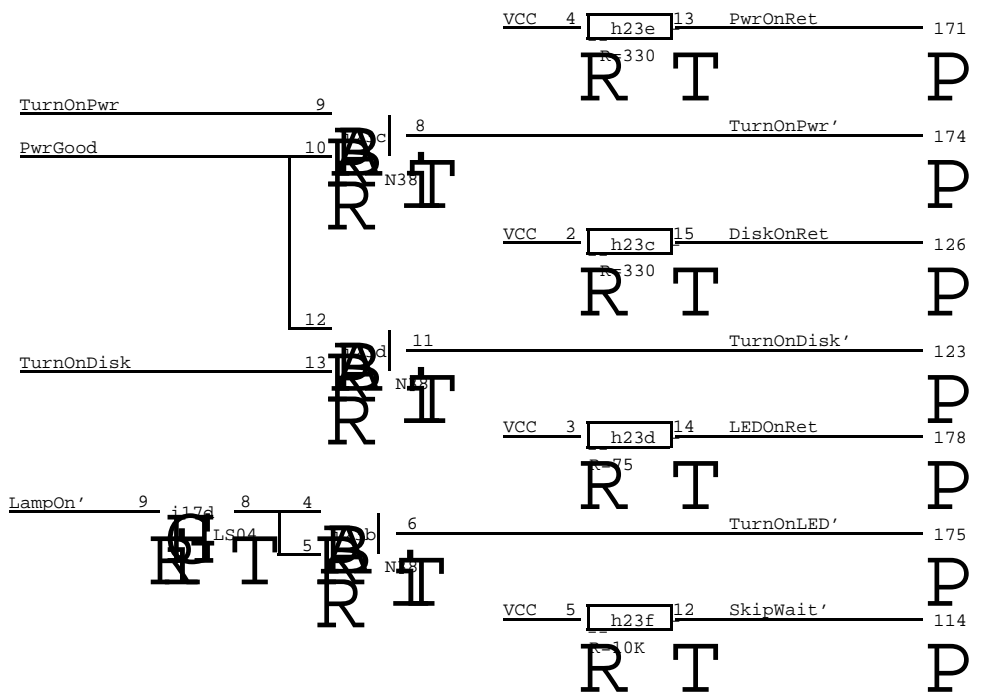 VCC 4 h23e 13 PwrOnRet 171
R=330
R T P
TurnOnPwr 9
8 TurnOnPwr' 174
PwrGood 10
N38
R T P
VCC 2 h23c 15 DiskOnRet 126
R=330
R T P
12
11 TurnOnDisk' 123
TurnOnDisk 13
R T P
VCC 3 h23d 14 LEDOnRet 178
R=75
R T P
LampOn' 9 i17d 8 4
LS04
6 TurnOnLED' 175
5
R T P
R
VCC 5 h23f 12 SkipWait' 114
R=10K
R T P